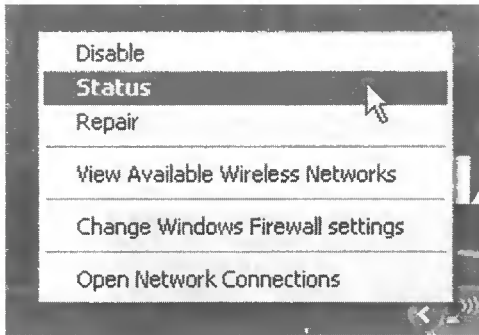 Disable
Status
Repair
View Available Wireless Networks
Change Windows Firewall settings
Open Network Connections